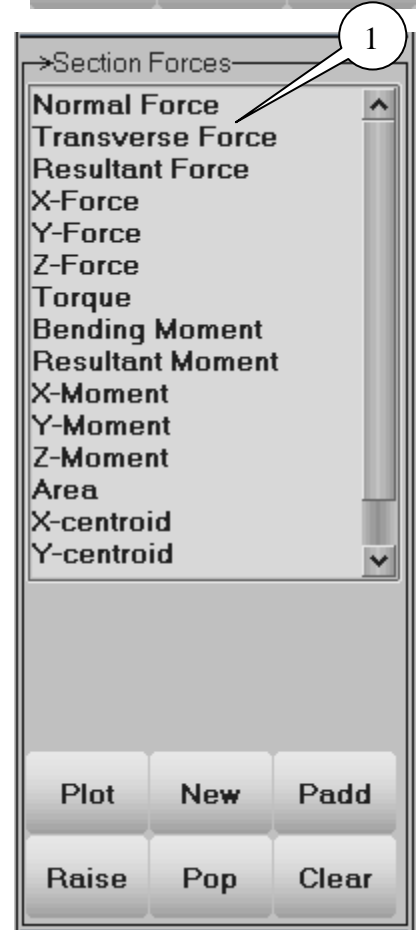 1
->Section Forces
Normal Force
Transverse Force
Resultant Force
X-Force
Y-Force
Z-Force
Torque
Bending Moment
Resultant Moment
X-Moment
Y-Moment
Z-Moment
Area
X-centroid
Y-centroid
Plot New Padd
Raise Pop Clear